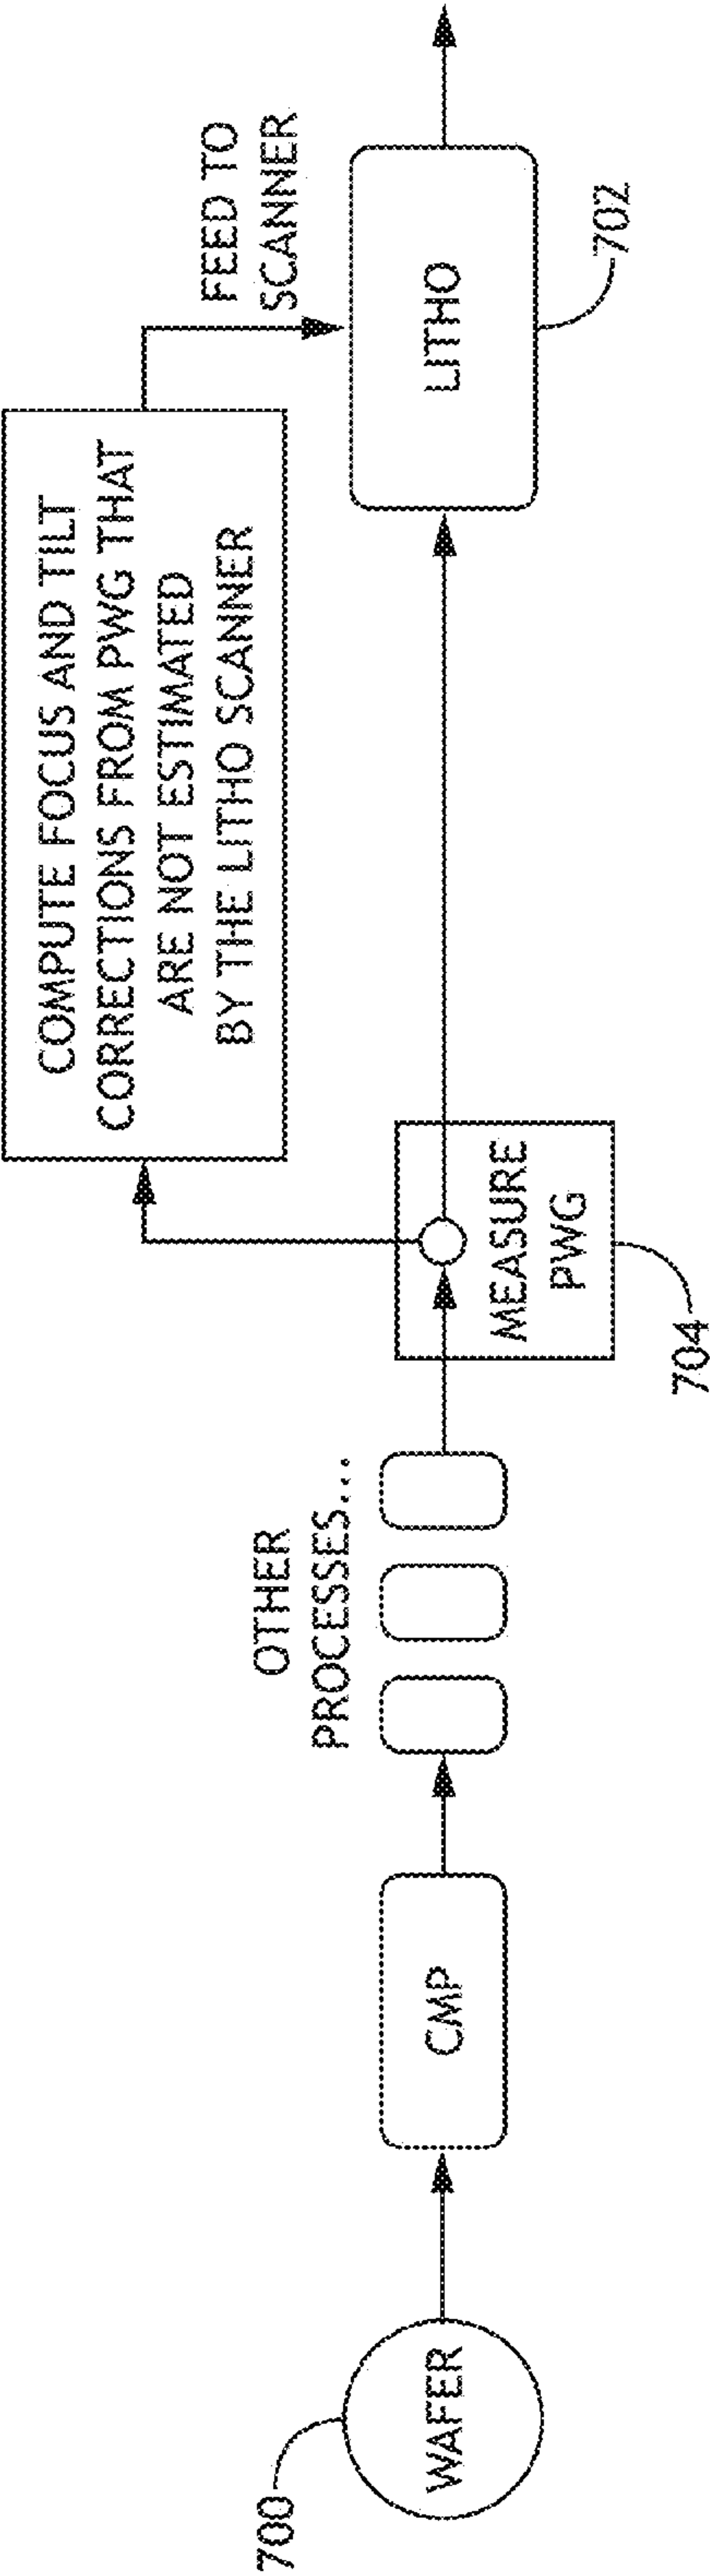 COMPUTE FOCUS AND TILT
CORRECTIONS FROM PWG THAT
ARE NOT ESTIMATED
BY THE LITHO SCANNER
FEED TO
SCANNER
700
WAFER
CMP
OTHER
PROCESSES...
MEASURE
PWG
704
LITHO
702